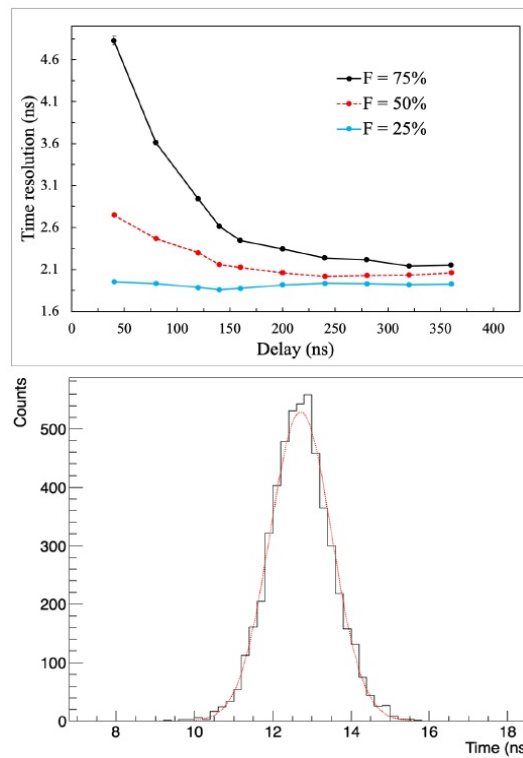 4.6
4.1
3.6
3.1
2.6
2.1
1.6
Time resolution (ns)
F = 75%
F = 50%
F = 25%
0 50 100 150 200 250 300 350 400
Delay (ns)
Counts
500
400
300
200
100
0
8 10 12 14 16 18
Time (ns